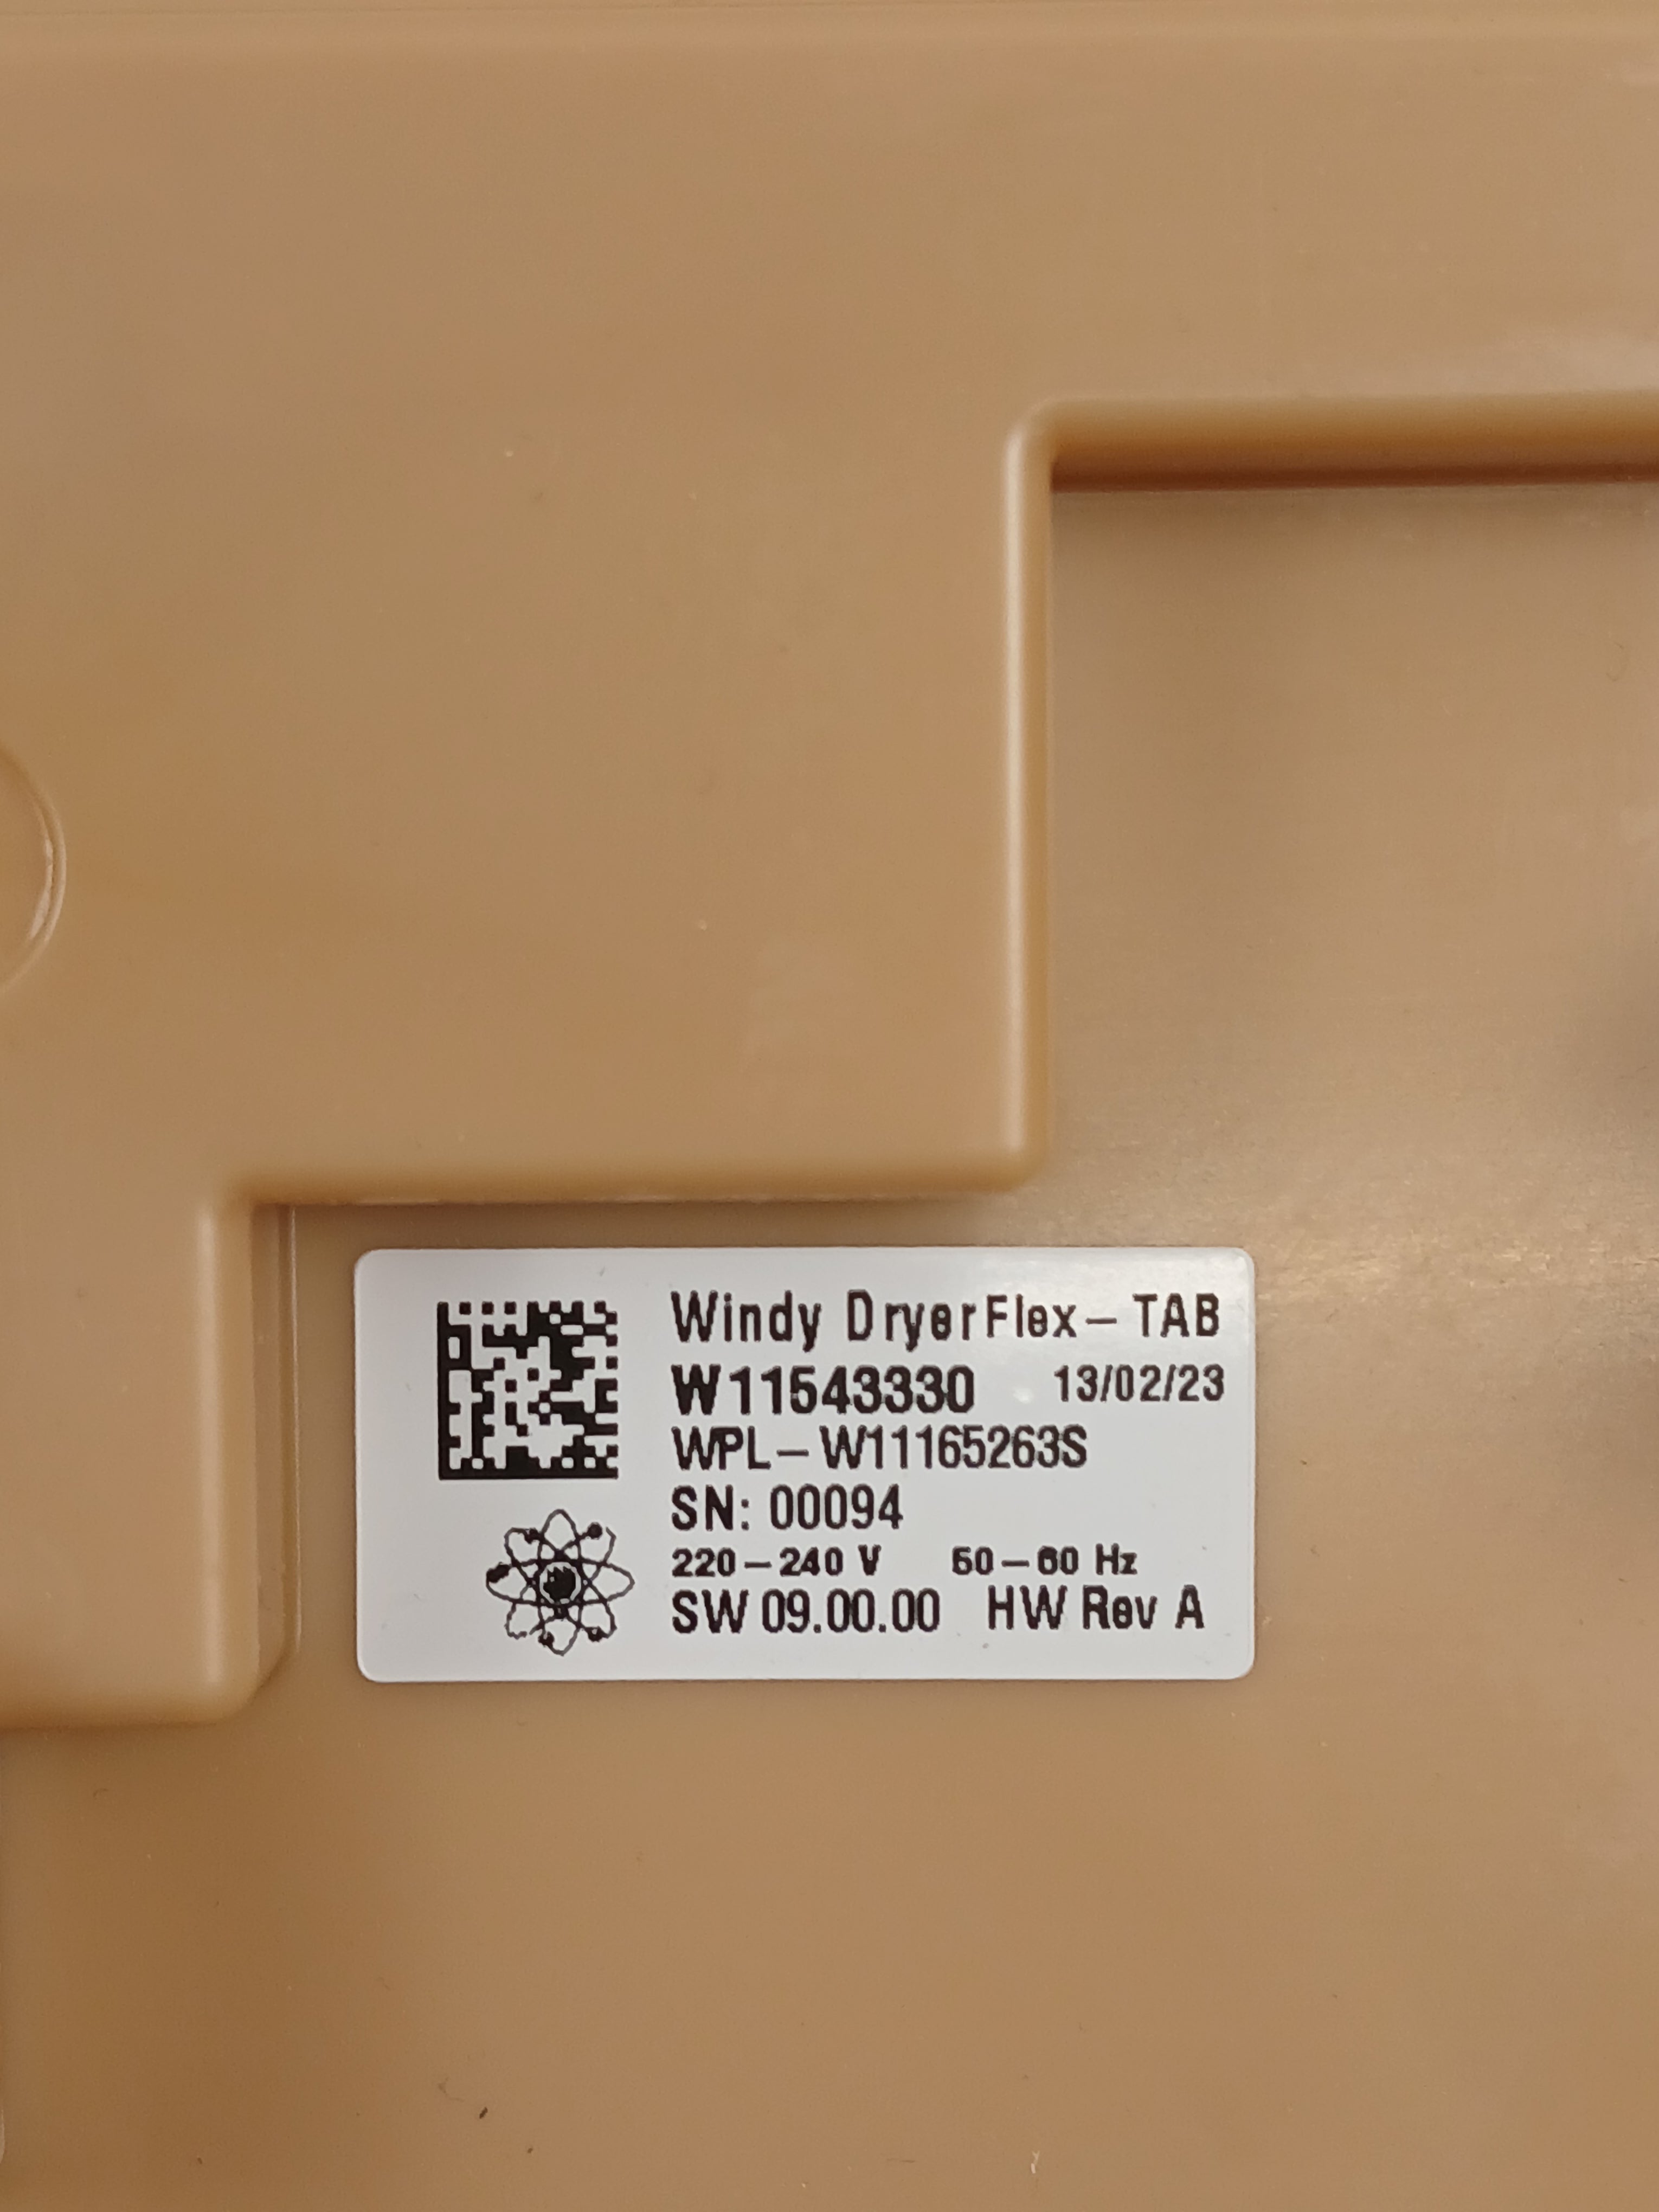 Windy DryerFlex-TAB
W11543330 13/02/23
WPL-W11165263S
SN: 00094
220-240 V 50-60 Hz
SW 09.00.00 HW Rev A